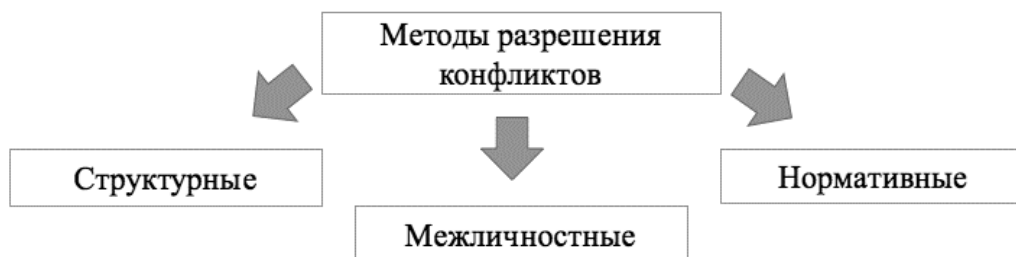 Методы разрешения
конфликтов
Структурные
Нормативные
Межличностные